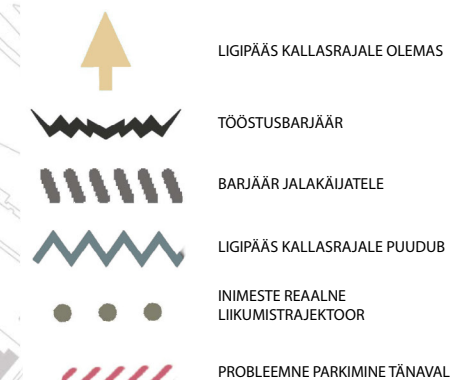 LIGIPÄÄS KALLASRAJALE OLEMAS
TÖÖSTUSBARJÄÄR
BARJÄÄR JALAKÄIJATELE
LIGIPÄÄS KALLASRAJALE PUUDUB
INIMESTE REAALNE
LIIKUMISTRAJEKTOOR
PROBLEEMNE PARKIMINE TÄNAVAL